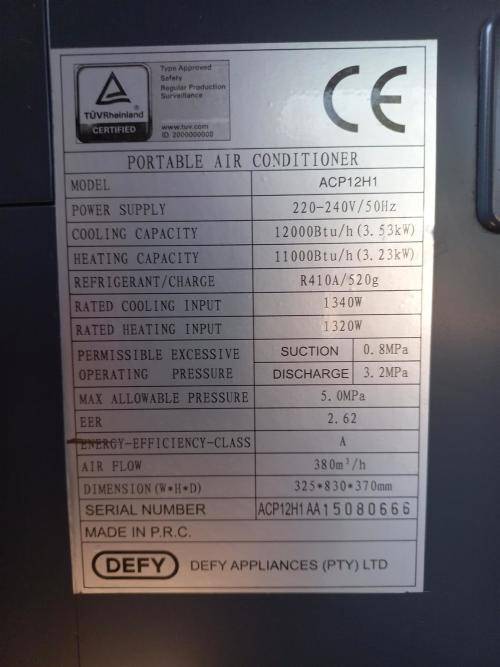 Type Approved
Safety
Regular Production
Surveillance
TÜVRheinland
CERTIFIED
www.tuv.com
ID: 2000000000
CE
PORTABLE AIR CONDITIONER
MODEL ACP12H1
POWER SUPPLY 220-240V/50Hz
COOLING CAPACITY 12000Btu/h(3.53kW)
HEATING CAPACITY 11000Btu/h(3.23kW)
REFRIGERANT/CHARGE R410A/520g
RATED COOLING INPUT 1340W
RATED HEATING INPUT 1320W
PERMISSIBLE EXCESSIVE SUCTION 0.8MPa
OPERATING PRESSURE DISCHARGE 3.2MPa
MAX ALLOWABLE PRESSURE 5.0MPa
EER 2.62
ENERGY-EFFICIENCY-CLASS A
AIR FLOW 380m³/h
DIMENSION(W*H*D) 325*830*370mm
SERIAL NUMBER ACP12H1AA15080666
MADE IN P.R.C.
DEFY DEFY APPLIANCES (PTY) LTD